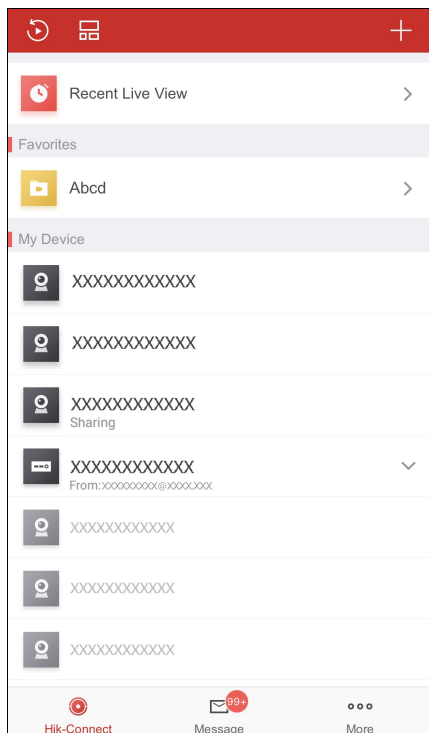 Recent Live View
Favorites
Abcd
My Device
XXXXXXXXXXXX
XXXXXXXXXXXX
XXXXXXXXXXXX
Sharing
XXXXXXXXXXXX
From:XXXXXXXXX@XXXX.XXX
XXXXXXXXXXXX
XXXXXXXXXXXX
XXXXXXXXXXXX
99+
Hik-Connect
Message
More